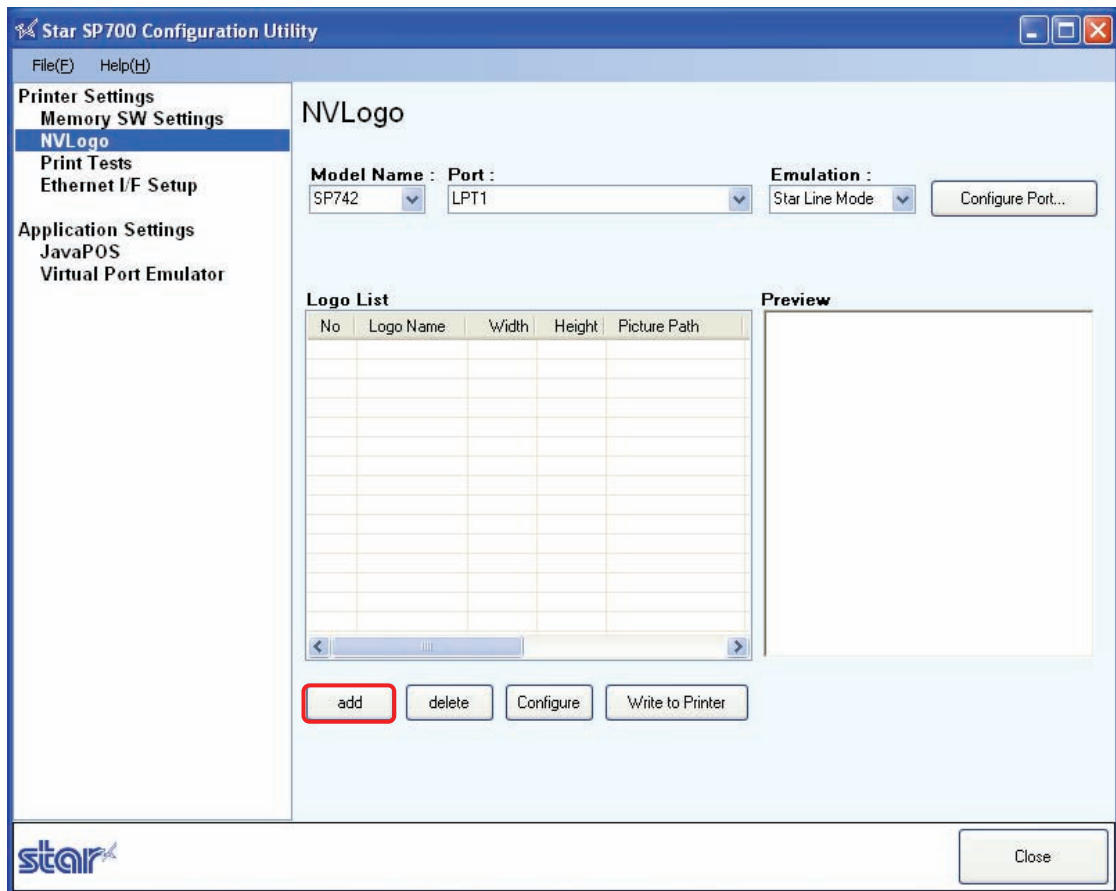 Star SP700 Configuration Utility
File(F) Help(H)
Printer Settings
Memory SW Settings
NVLogo
Print Tests
Ethernet I/F Setup
Application Settings
JavaPOS
Virtual Port Emulator
NVLogo
Model Name : Port : Emulation :
SP742 LPT1 Star Line Mode Configure Port...
Logo List Preview
No Logo Name Width Height Picture Path
add delete Configure Write to Printer
star Close